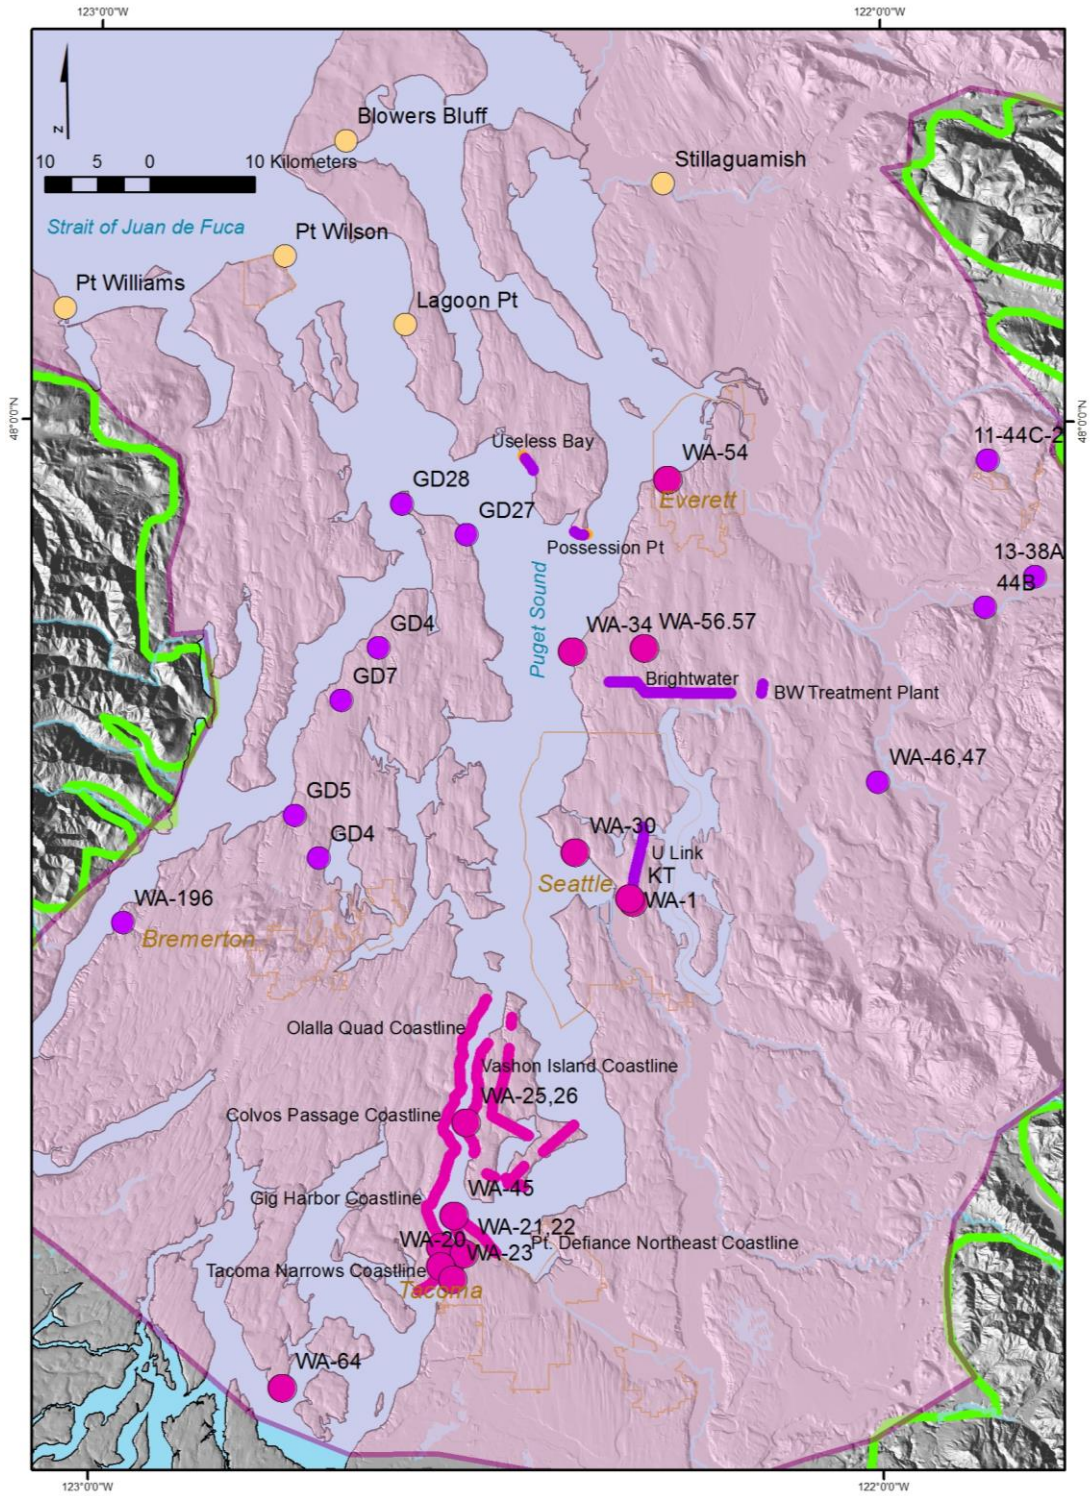 123°0'0"W
122°0'0"W
Blowers Bluff
N
10 5 0 10 Kilometers
Stillaguamish
Strait of Juan de Fuca
Pt Wilson
Pt Williams
Lagoon Pt
48°0'0"N
48°0'0"N
11-44C-2
Useless Bay
WA-54
GD28
Everett
GD27
Possession Pt
13-38A
44B
Puget Sound
GD4
WA-34
WA-56.57
GD7
Brightwater
BW Treatment Plant
WA-46,47
GD5
WA-30
GD4
U Link
KT
Seattle
WA-196
WA-1
Bremerton
Olalla Quad Coastline
Vashon Island Coastline
WA-25,26
Colvos Passage Coastline
WA-45
Gig Harbor Coastline
WA-21,22
WA-20
Pt. Defiance Northeast Coastline
WA-23
Tacoma Narrows Coastline
Tacoma
WA-64
123°0'0"W
122°0'0"W